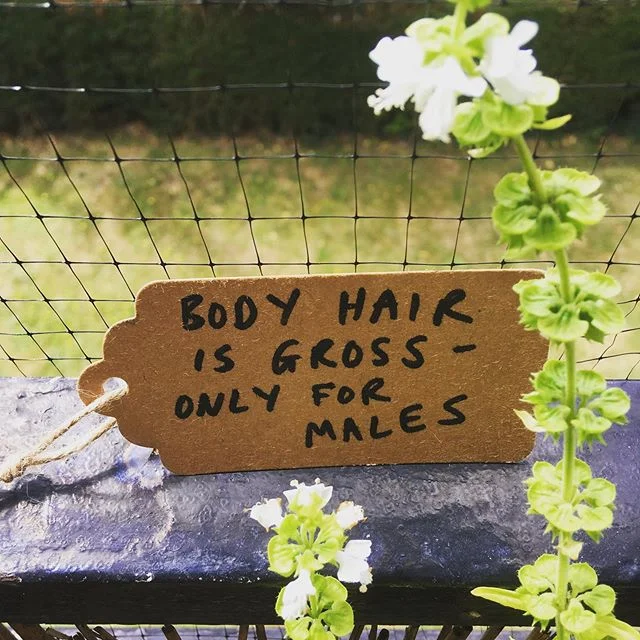 BODY HAIR
IS GROSS -
ONLY FOR
MALES